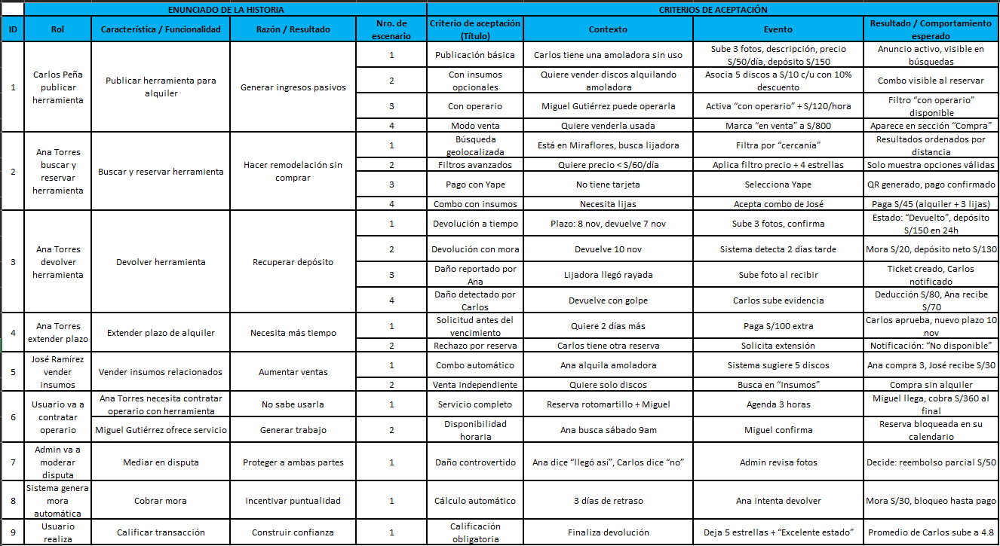 ENUNCIADO DE LA HISTORIA
CRITERIOS DE ACEPTACIÓN
ID
Rol
Característica / Funcionalidad
Razón / Resultado
Nro. de
escenario
Criterio de aceptación
(Título)
Contexto
Evento
Resultado / Comportamiento
esperado
1
Carlos Peña
publicar
herramienta
Publicar herramienta para
alquiler
Generar ingresos pasivos
1
Publicación básica
Carlos tiene una amoladora sin uso
Sube 3 fotos, descripción, precio
S/50/día, depósito S/150
Anuncio activo, visible en
búsquedas
2
Con insumos
opcionales
Quiere vender discos alquilando
amoladora
Asocia 5 discos a S/10 c/u con 10%
descuento
Combo visible al reservar
3
Con operario
Miguel Gutiérrez puede operarla
Activa “con operario” + S/120/hora
Filtro “con operario”
disponible
4
Modo venta
Quiere venderla usada
Marca “en venta” a S/800
Aparece en sección “Compra”
2
Ana Torres
buscar y
reservar
herramienta
Buscar y reservar herramienta
Hacer remodelación sin
comprar
1
Búsqueda
geolocalizada
Está en Miraflores, busca lijadora
Filtra por “cercanía”
Resultados ordenados por
distancia
2
Filtros avanzados
Quiere precio < S/60/día
Aplica filtro precio + 4 estrellas
Solo muestra opciones válidas
3
Pago con Yape
No tiene tarjeta
Selecciona Yape
QR generado, pago confirmado
4
Combo con insumos
Necesita lijas
Acepta combo de José
Paga S/45 (alquiler + 3 lijas)
3
Ana Torres
devolver
herramienta
Devolver herramienta
Recuperar depósito
1
Devolución a tiempo
Plazo: 8 nov, devuelve 7 nov
Sube 3 fotos, confirma
Estado: “Devuelto”, depósito
S/150 en 24h
2
Devolución con mora
Devuelve 10 nov
Sistema detecta 2 días tarde
Mora S/20, depósito neto S/130
3
Daño reportado por
Ana
Lijadora llegó rayada
Sube foto al recibir
Ticket creado, Carlos
notificado
4
Daño detectado por
Carlos
Devuelve con golpe
Carlos sube evidencia
Deducción S/80, Ana recibe
S/70
4
Ana Torres
extender plazo
Extender plazo de alquiler
Necesita más tiempo
1
Solicitud antes del
vencimiento
Quiere 2 días más
Paga S/100 extra
Carlos aprueba, nuevo plazo 10
nov
2
Rechazo por reserva
Carlos tiene otra reserva
Solicita extensión
Notificación: “No disponible”
5
José Ramírez
vender
insumos
Vender insumos relacionados
Aumentar ventas
1
Combo automático
Ana alquila amoladora
Sistema sugiere 5 discos
Ana compra 3, José recibe S/30
2
Venta independiente
Quiere solo discos
Busca en “Insumos”
Compra sin alquiler
6
Usuario va a
contratar
operario
Ana Torres necesita contratar
operario con herramienta
No sabe usarla
1
Servicio completo
Reserva rotomartillo + Miguel
Agenda 3 horas
Miguel llega, cobra S/360 al
final
Miguel Gutiérrez ofrece servicio
Generar trabajo
2
Disponibilidad
horaria
Ana busca sábado 9am
Miguel confirma
Reserva bloqueada en su
calendario
7
Admin va a
moderar
disputa
Mediar en disputa
Proteger a ambas partes
1
Daño controvertido
Ana dice “llegó así”, Carlos dice “no”
Admin revisa fotos
Decide: reembolso parcial S/50
8
Sistema genera
mora
automática
Cobrar mora
Incentivar puntualidad
1
Cálculo automático
3 días de retraso
Ana intenta devolver
Mora S/30, bloqueo hasta pago
9
Usuario
realiza
Calificar transacción
Construir confianza
1
Calificación
obligatoria
Finaliza devolución
Deja 5 estrellas + “Excelente estado”
Promedio de Carlos sube a 4.8